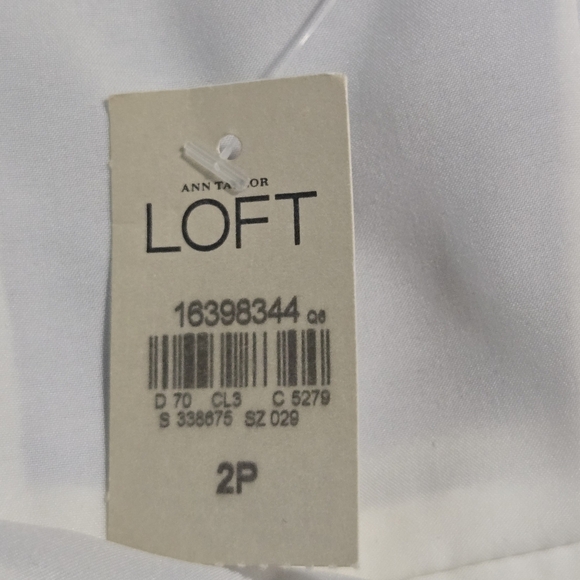 ANN TAYLOR
LOFT
16398344 Q6
D 70 CL3 C 5279
S 338675 SZ 029
2P